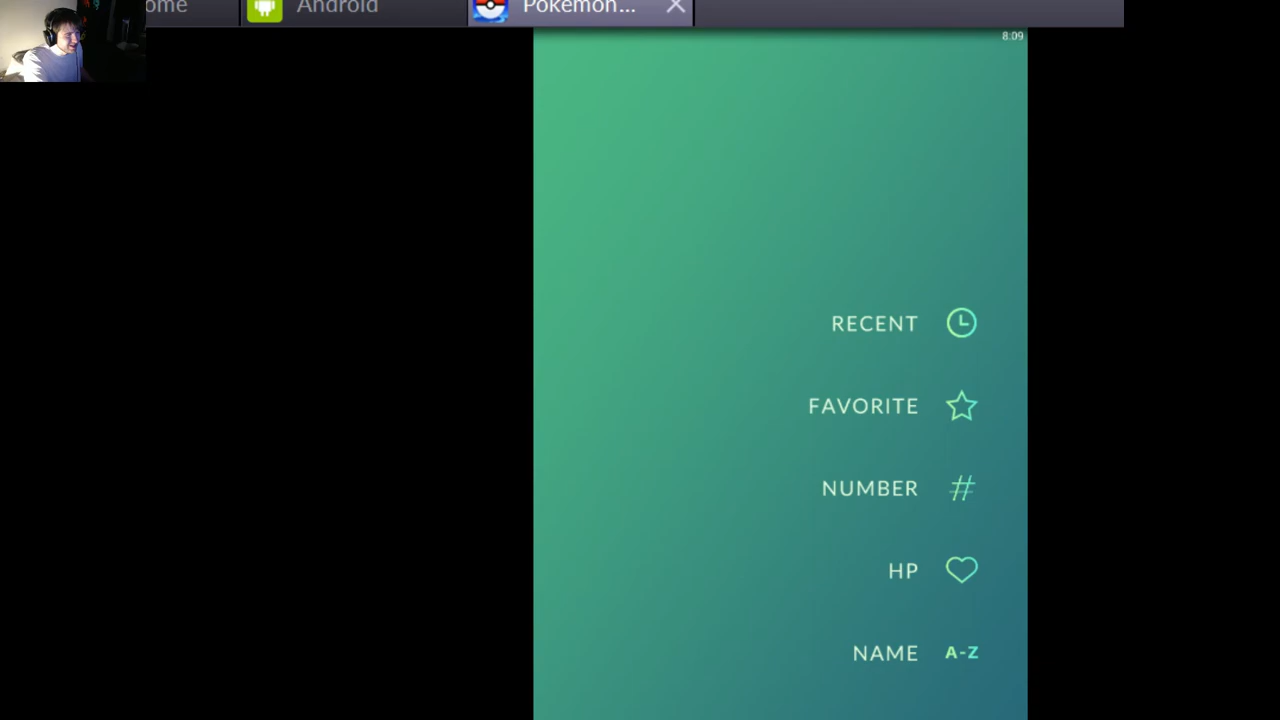 ome
Android
Pokemon...
8:09
RECENT
FAVORITE
NUMBER
#
HP
NAME
A-Z